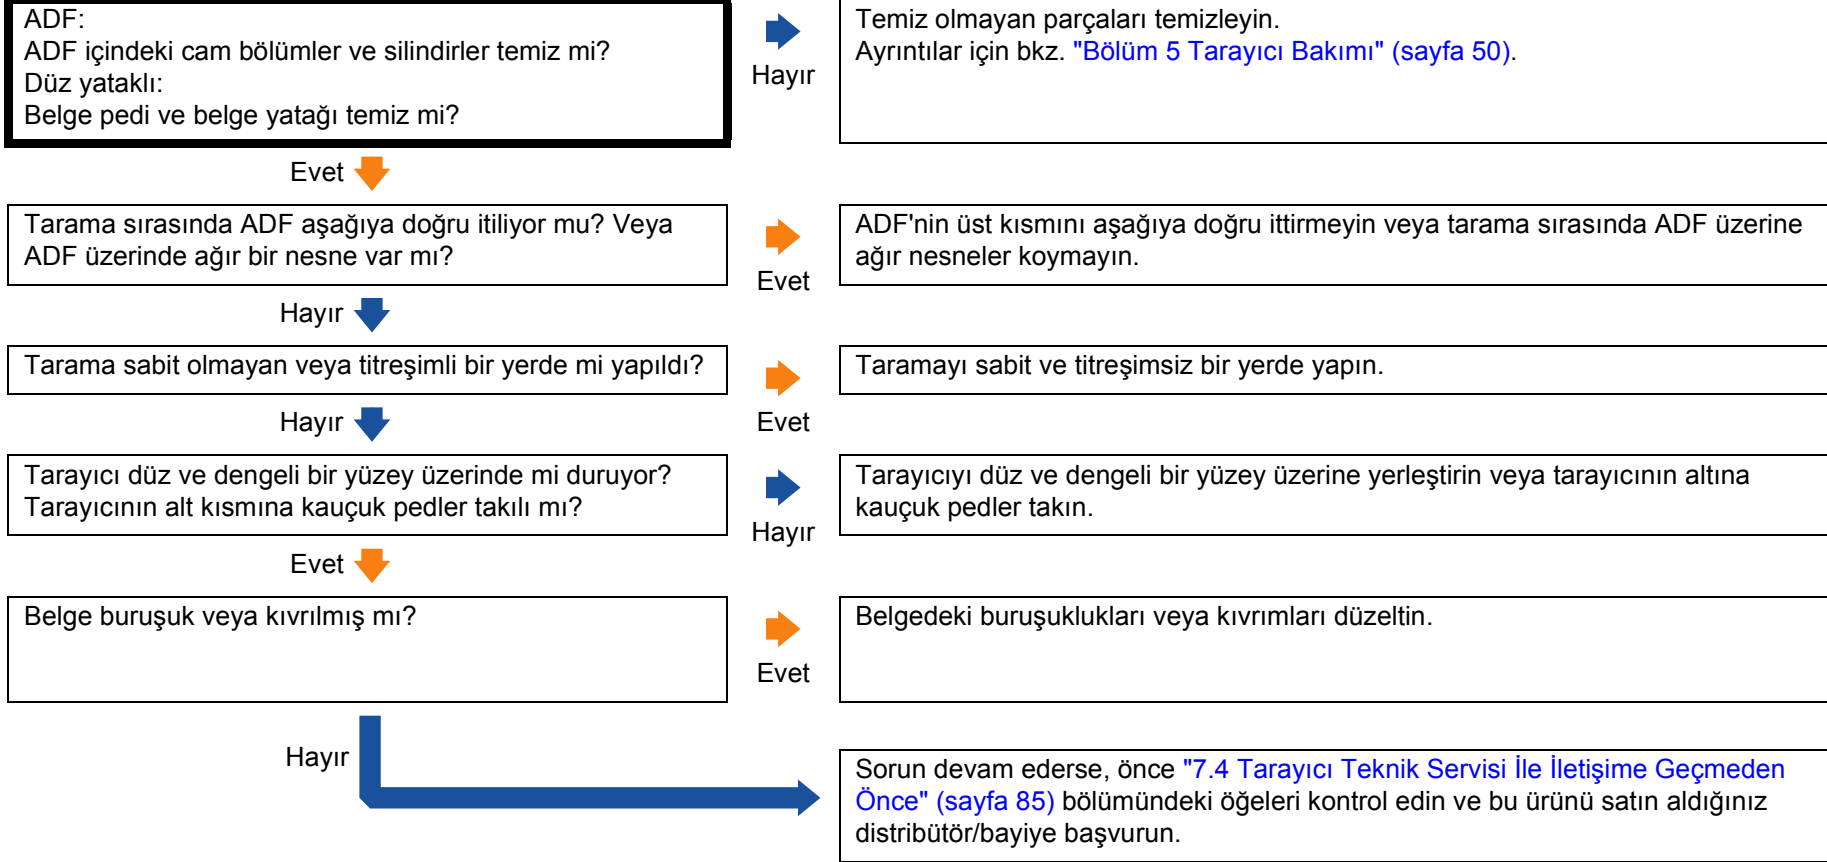 ADF:
ADF içindeki cam bölümler ve silindirler temiz mi?
Düz yataklı:
Belge pedi ve belge yatağı temiz mi?
Hayır
Temiz olmayan parçaları temizleyin.
Ayrıntılar için bkz. "Bölüm 5 Tarayıcı Bakımı" (sayfa 50).
Evet
Tarama sırasında ADF aşağıya doğru itiliyor mu? Veya
ADF üzerinde ağır bir nesne var mı?
Evet
ADF'nin üst kısmını aşağıya doğru ittirmeyin veya tarama sırasında ADF üzerine
ağır nesneler koymayın.
Hayır
Tarama sabit olmayan veya titreşimli bir yerde mi yapıldı?
Evet
Taramayı sabit ve titreşimsiz bir yerde yapın.
Hayır
Tarayıcı düz ve dengeli bir yüzey üzerinde mi duruyor?
Tarayıcının alt kısmına kauçuk pedler takılı mı?
Hayır
Tarayıcıyı düz ve dengeli bir yüzey üzerine yerleştirin veya tarayıcının altına
kauçuk pedler takın.
Evet
Belge buruşuk veya kıvrılmış mı?
Evet
Belgedeki buruşuklukları veya kıvrımları düzeltin.
Hayır
Sorun devam ederse, önce "7.4 Tarayıcı Teknik Servisi İle İletişime Geçmeden
Önce" (sayfa 85) bölümündeki öğeleri kontrol edin ve bu ürünü satın aldığınız
distribütör/bayiye başvurun.